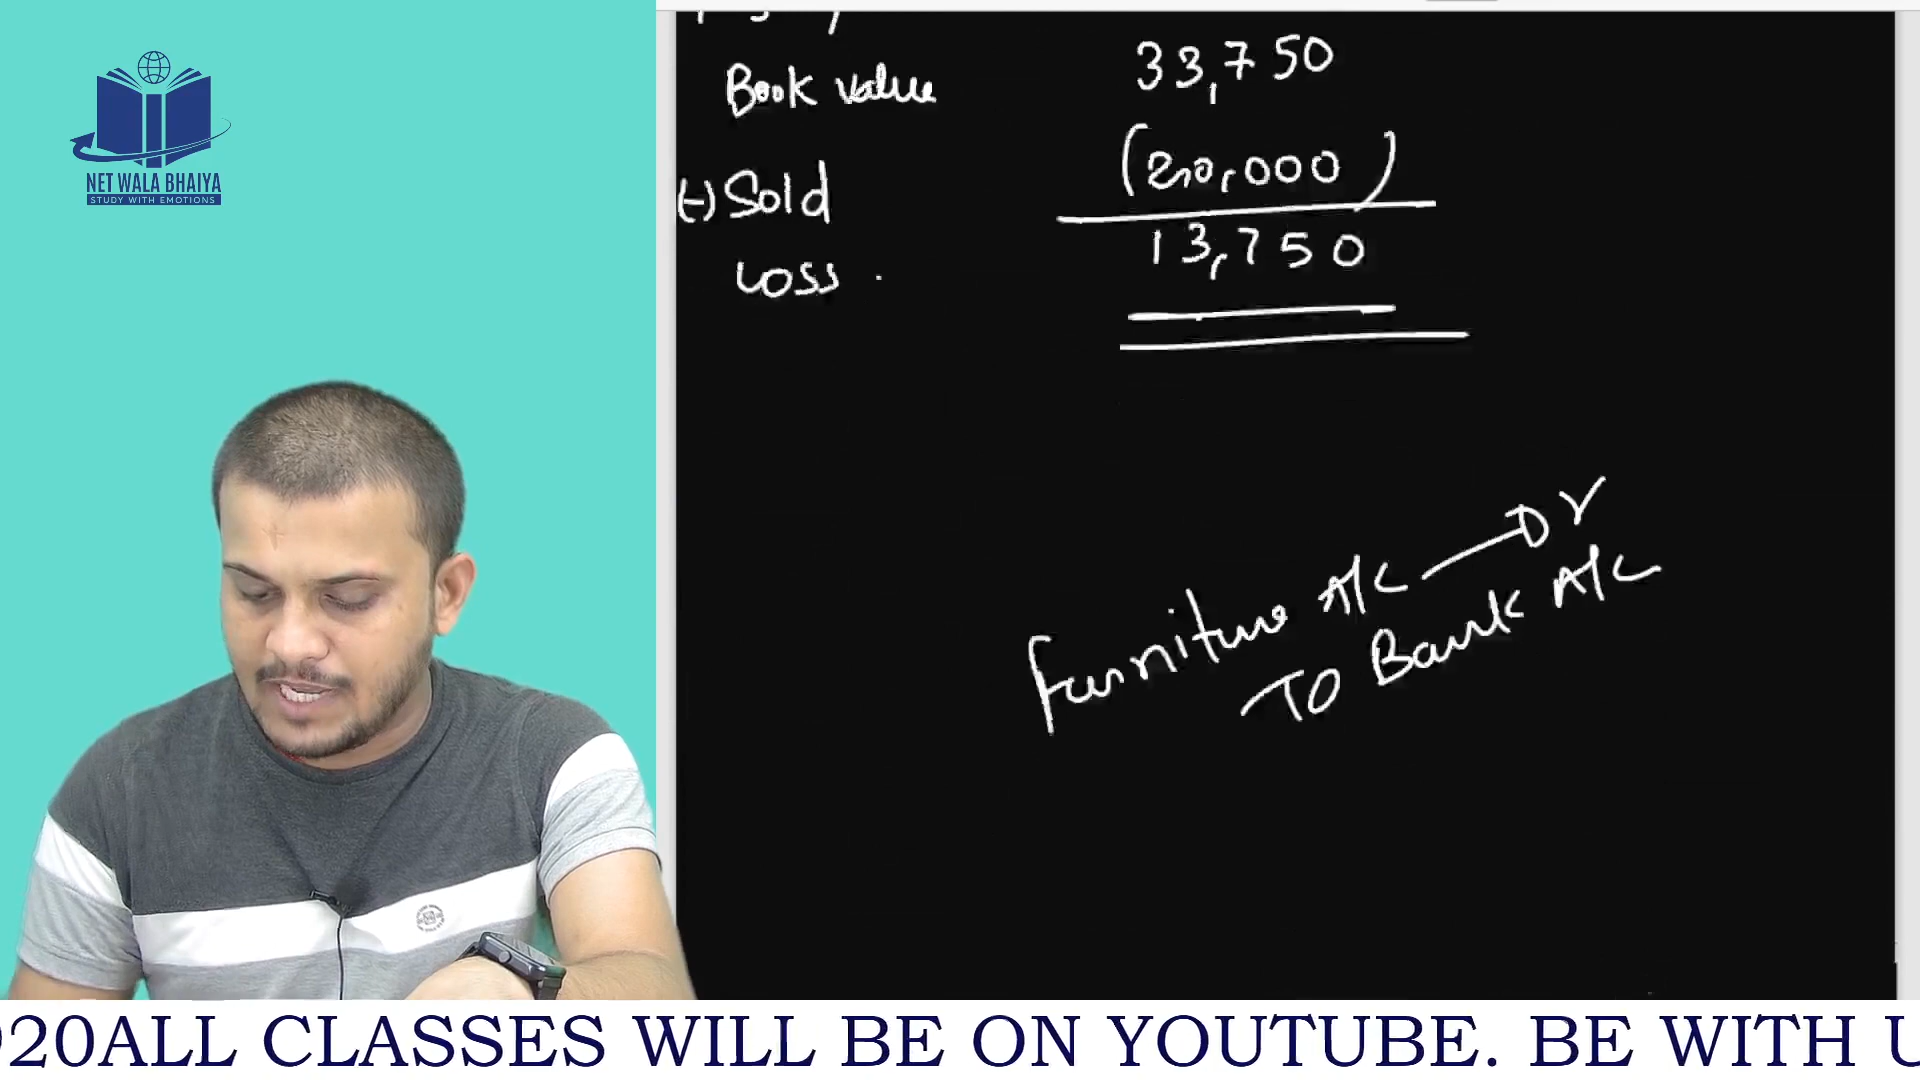 NET WALA BHAIYA
STUDY WITH EMOTIONS
Book value 33,750
(-) Sold (20,000)
Loss . 13,750
Furniture A/c — Dr
To Bank A/c
020ALL CLASSES WILL BE ON YOUTUBE. BE WITH U